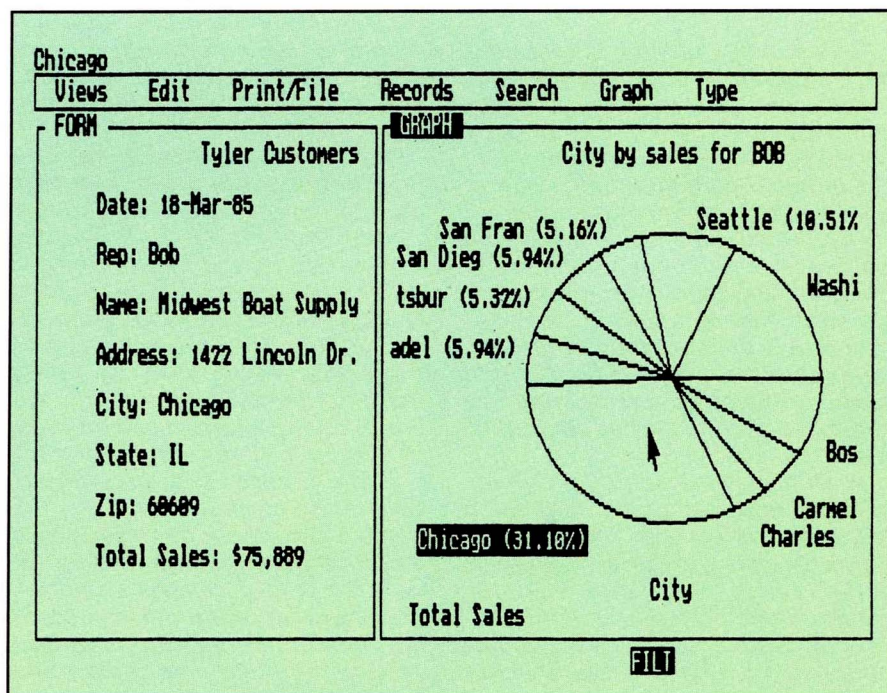 Chicago
Views Edit Print/File Records Search Graph Type
FORM
Tyler Customers
Date: 18-Mar-85
Rep: Bob
Name: Midwest Boat Supply
Address: 1422 Lincoln Dr.
City: Chicago
State: IL
Zip: 60609
Total Sales: $75,889
GRAPH
City by sales for BOB
San Fran (5.16%)
Seattle (10.51%
San Dieg (5.94%)
Washi
tsbur (5.32%)
adel (5.94%)
Bos
Carmel
Charles
Chicago (31.10%)
City
Total Sales
FILT